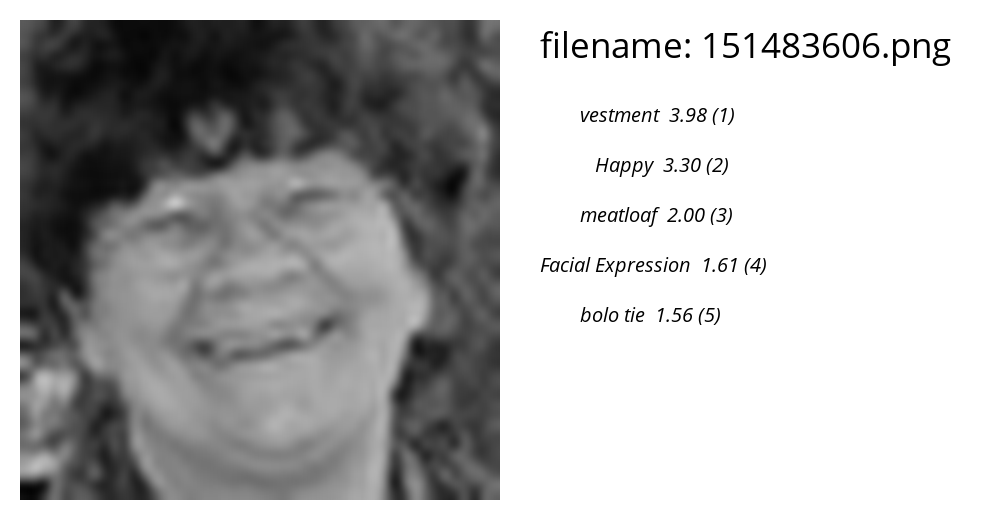 filename: 151483606.png
vestment 3.98 (1)
Happy 3.30 (2)
meatloaf 2.00 (3)
Facial Expression 1.61 (4)
bolo tie 1.56 (5)